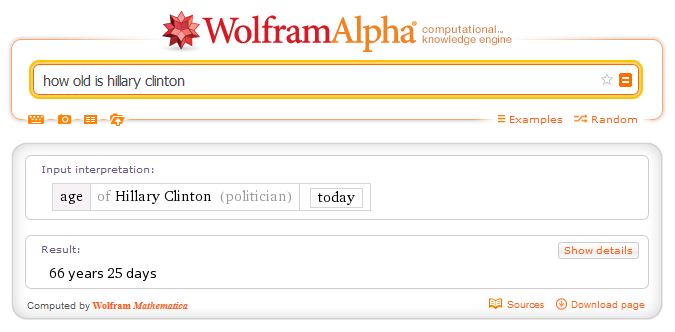 WolframAlpha® computational... knowledge engine
how old is hillary clinton
Examples Random
Input interpretation:
age of Hillary Clinton (politician) today
Result: Show details
66 years 25 days
Computed by Wolfram Mathematica Sources Download page